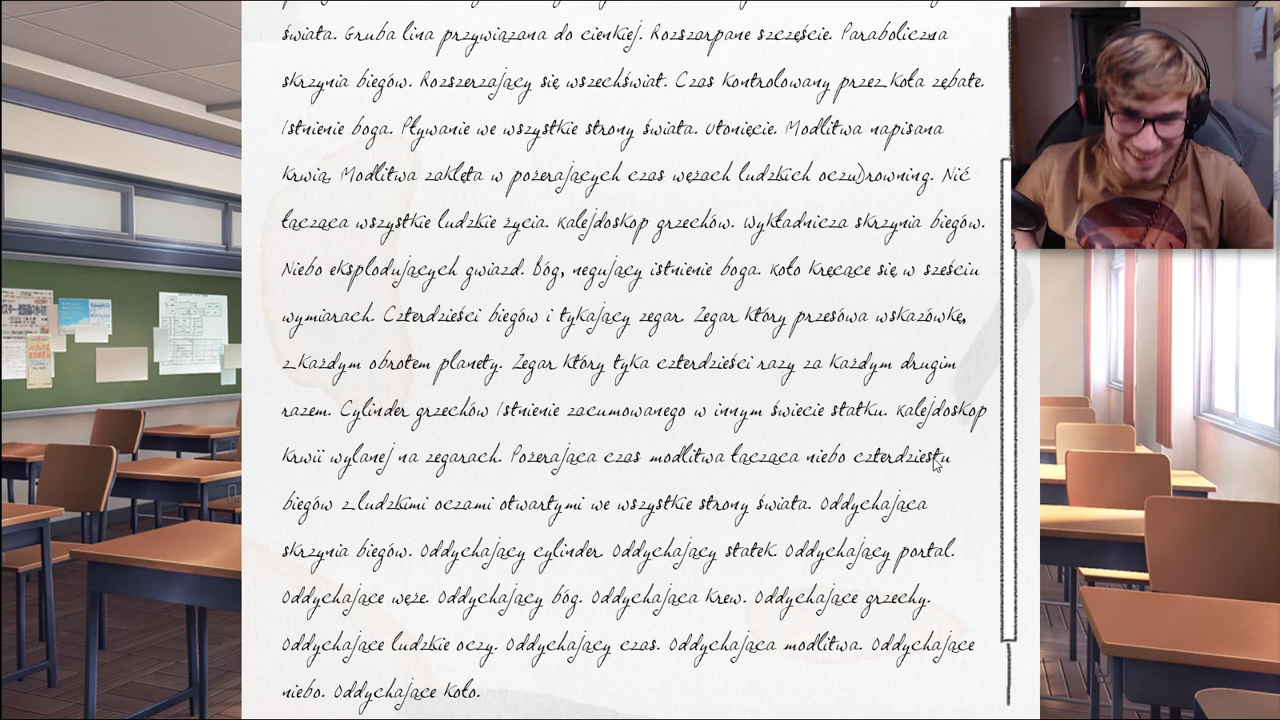 świata. Gruba lina przywiązana do cienkiej. Rozszarpane szczęście. Paraboliczna
skrzynia biegów. Rozszerzający się wszechświat. Czas kontrolowany przez koła zębate.
Istnienie boga. Pływanie we wszystkie strony świata. Utonięcie. Modlitwa napisana
krwią. Modlitwa zaklęta w pożerających czas wężach ludzkich oczu)rowning. Nić
łącząca wszystkie ludzkie życia. Kalejdoskop grzechów. Wykładnicza skrzynia biegów.
Niebo eksplodujących gwiazd. Bóg, negujący istnienie boga. Koło kręcące się w sześciu
wymiarach. Czterdzieści biegów i tykający zegar. Zegar który przesówa wskazówkę,
z każdym obrotem planety. Zegar który tyka czterdzieści razy za każdym drugim
razem. Cylinder grzechów Istnienie zacumowanego w innym świecie statku. Kalejdoskop
krwii wylanej na zegarach. Pożerająca czas modlitwa łącząca niebo czterdziestu
biegów z ludzkimi oczami otwartymi we wszystkie strony świata. Oddychająca
skrzynia biegów. Oddychający cylinder. Oddychający statek. Oddychający portal.
Oddychające węże. Oddychający bóg. Oddychająca krew. Oddychające grzechy.
Oddychające ludzkie oczy. Oddychający czas. Oddychająca modlitwa. Oddychające
niebo. Oddychające koło.